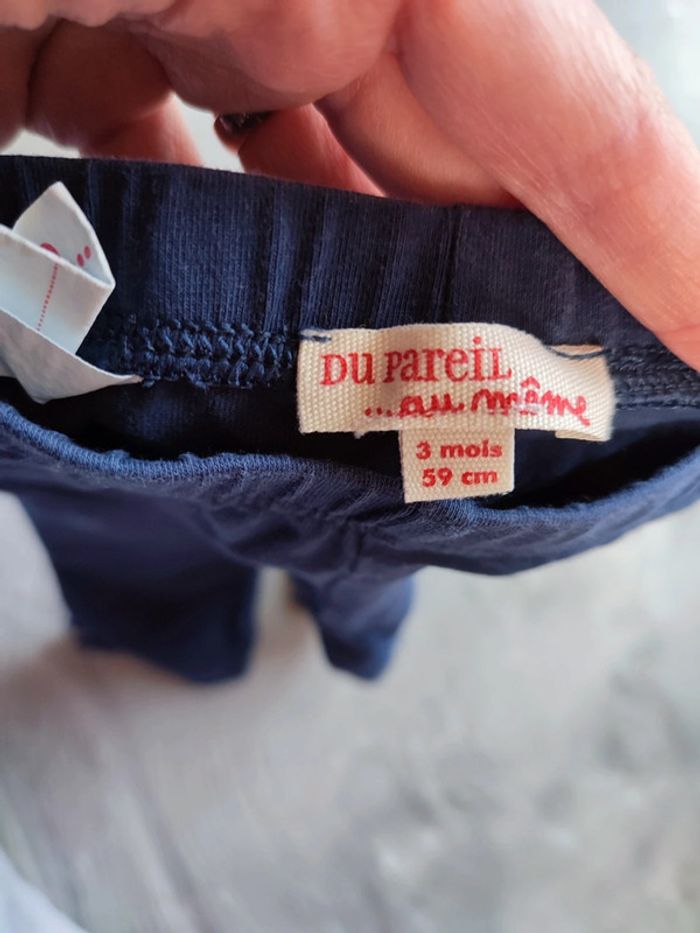 DU PAREIL
...au même
3 mois
59 cm